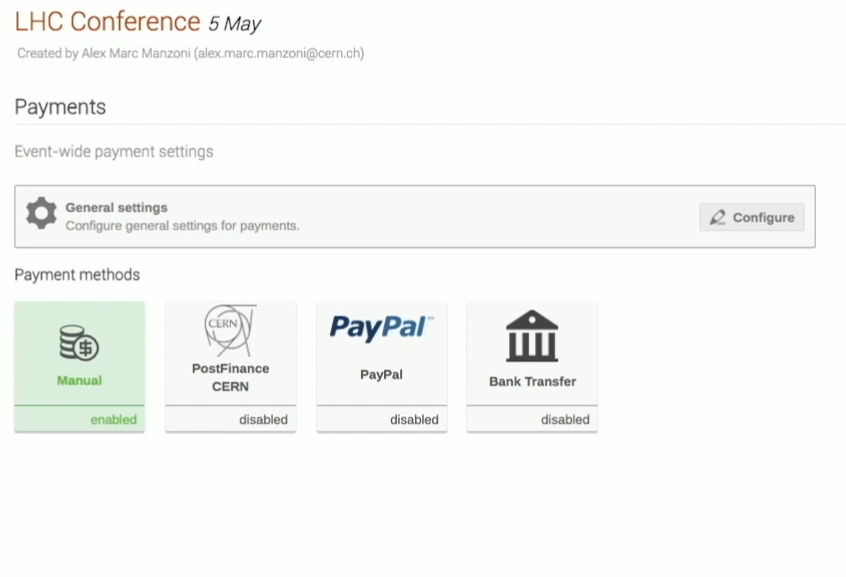 LHC Conference 5 May
Created by Alex Marc Manzoni (alex.marc.manzoni@cern.ch)
Payments
Event-wide payment settings
General settings
Configure general settings for payments.
Configure
Payment methods
Manual
enabled
CERN
PostFinance
CERN
disabled
PayPal™
PayPal
disabled
Bank Transfer
disabled